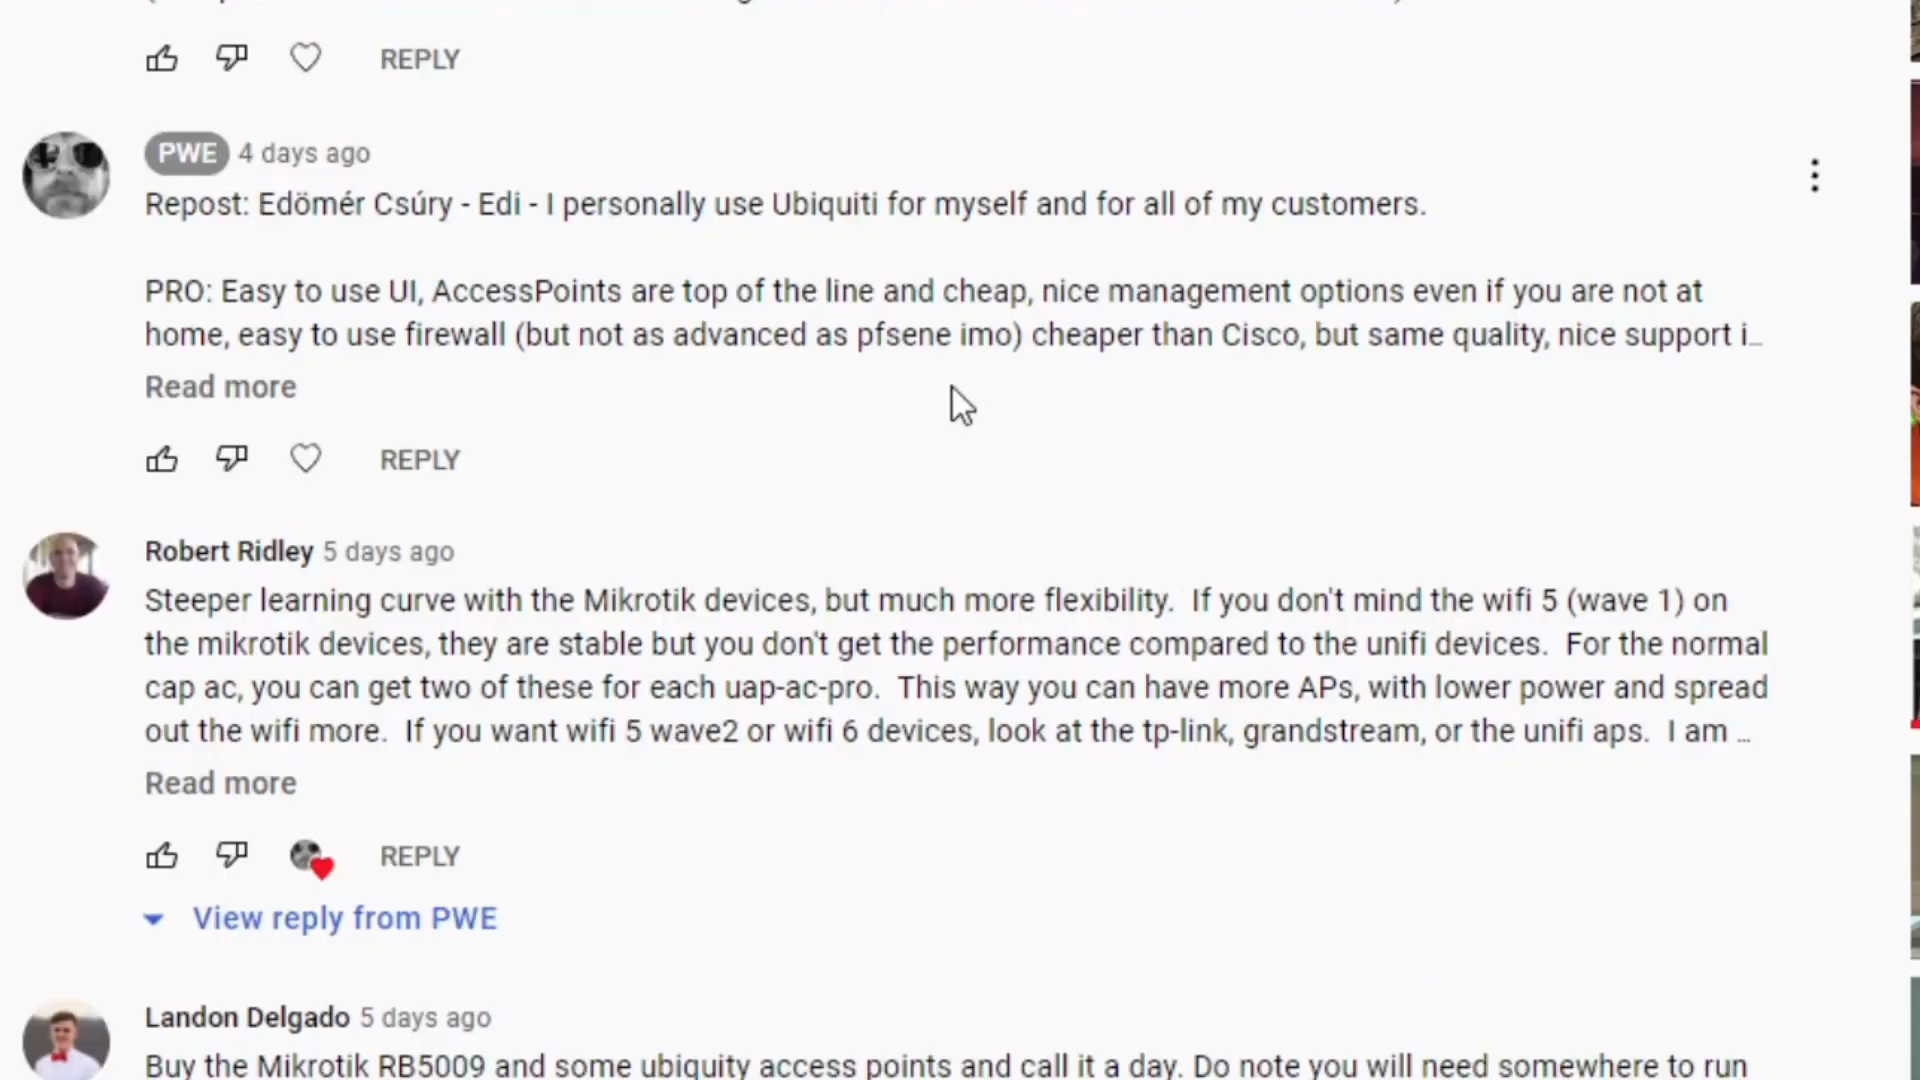 REPLY
PWE 4 days ago
Repost: Edömér Csúry - Edi - I personally use Ubiquiti for myself and for all of my customers.
PRO: Easy to use UI, AccessPoints are top of the line and cheap, nice management options even if you are not at
home, easy to use firewall (but not as advanced as pfsene imo) cheaper than Cisco, but same quality, nice support i...
Read more
REPLY
Robert Ridley 5 days ago
Steeper learning curve with the Mikrotik devices, but much more flexibility.  If you don't mind the wifi 5 (wave 1) on
the mikrotik devices, they are stable but you don't get the performance compared to the unifi devices.  For the normal
cap ac, you can get two of these for each uap-ac-pro.  This way you can have more APs, with lower power and spread
out the wifi more.  If you want wifi 5 wave2 or wifi 6 devices, look at the tp-link, grandstream, or the unifi aps.  I am ...
Read more
REPLY
View reply from PWE
Landon Delgado 5 days ago
Buy the Mikrotik RB5009 and some ubiquity access points and call it a day. Do note you will need somewhere to run